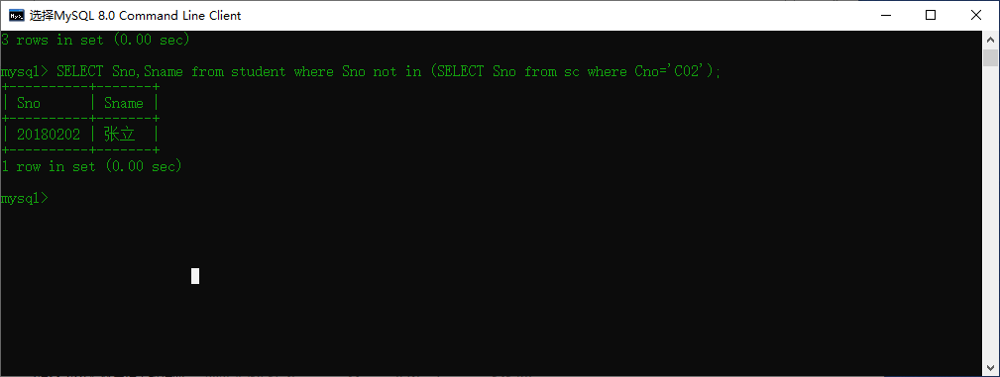 选择MySQL 8.0 Command Line Client
3 rows in set (0.00 sec)
mysql> SELECT Sno,Sname from student where Sno not in (SELECT Sno from sc where Cno='C02');
+----------+-------+
| Sno      | Sname |
+----------+-------+
| 20180202 | 张立  |
+----------+-------+
1 row in set (0.00 sec)
mysql>